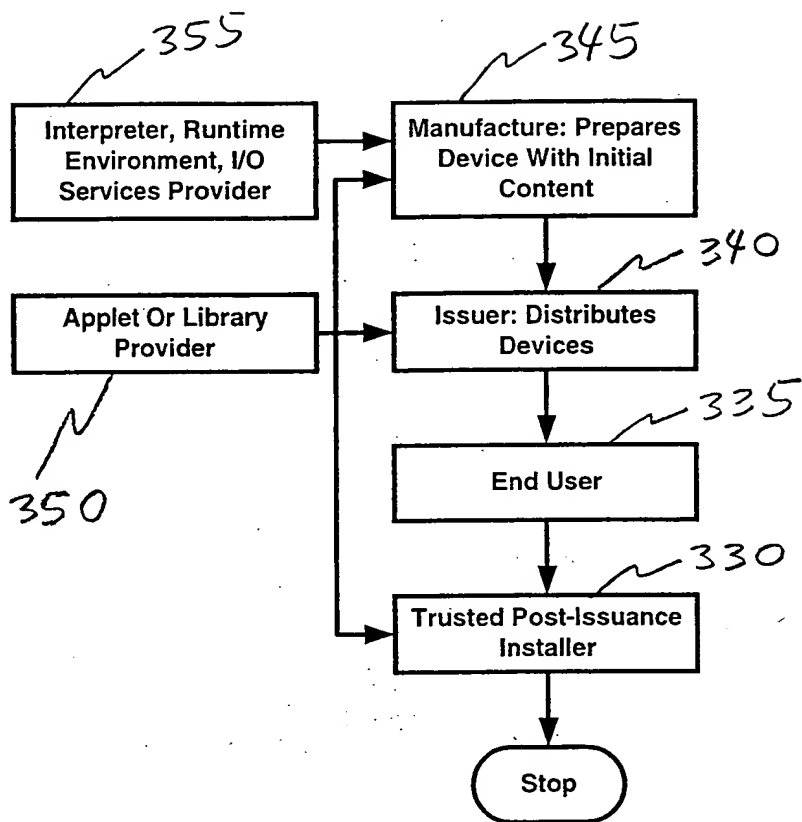 355
345
Interpreter, Runtime
Environment, I/O
Services Provider
Manufacture: Prepares
Device With Initial
Content
340
Applet Or Library
Provider
Issuer: Distributes
Devices
350
335
End User
330
Trusted Post-Issuance
Installer
Stop